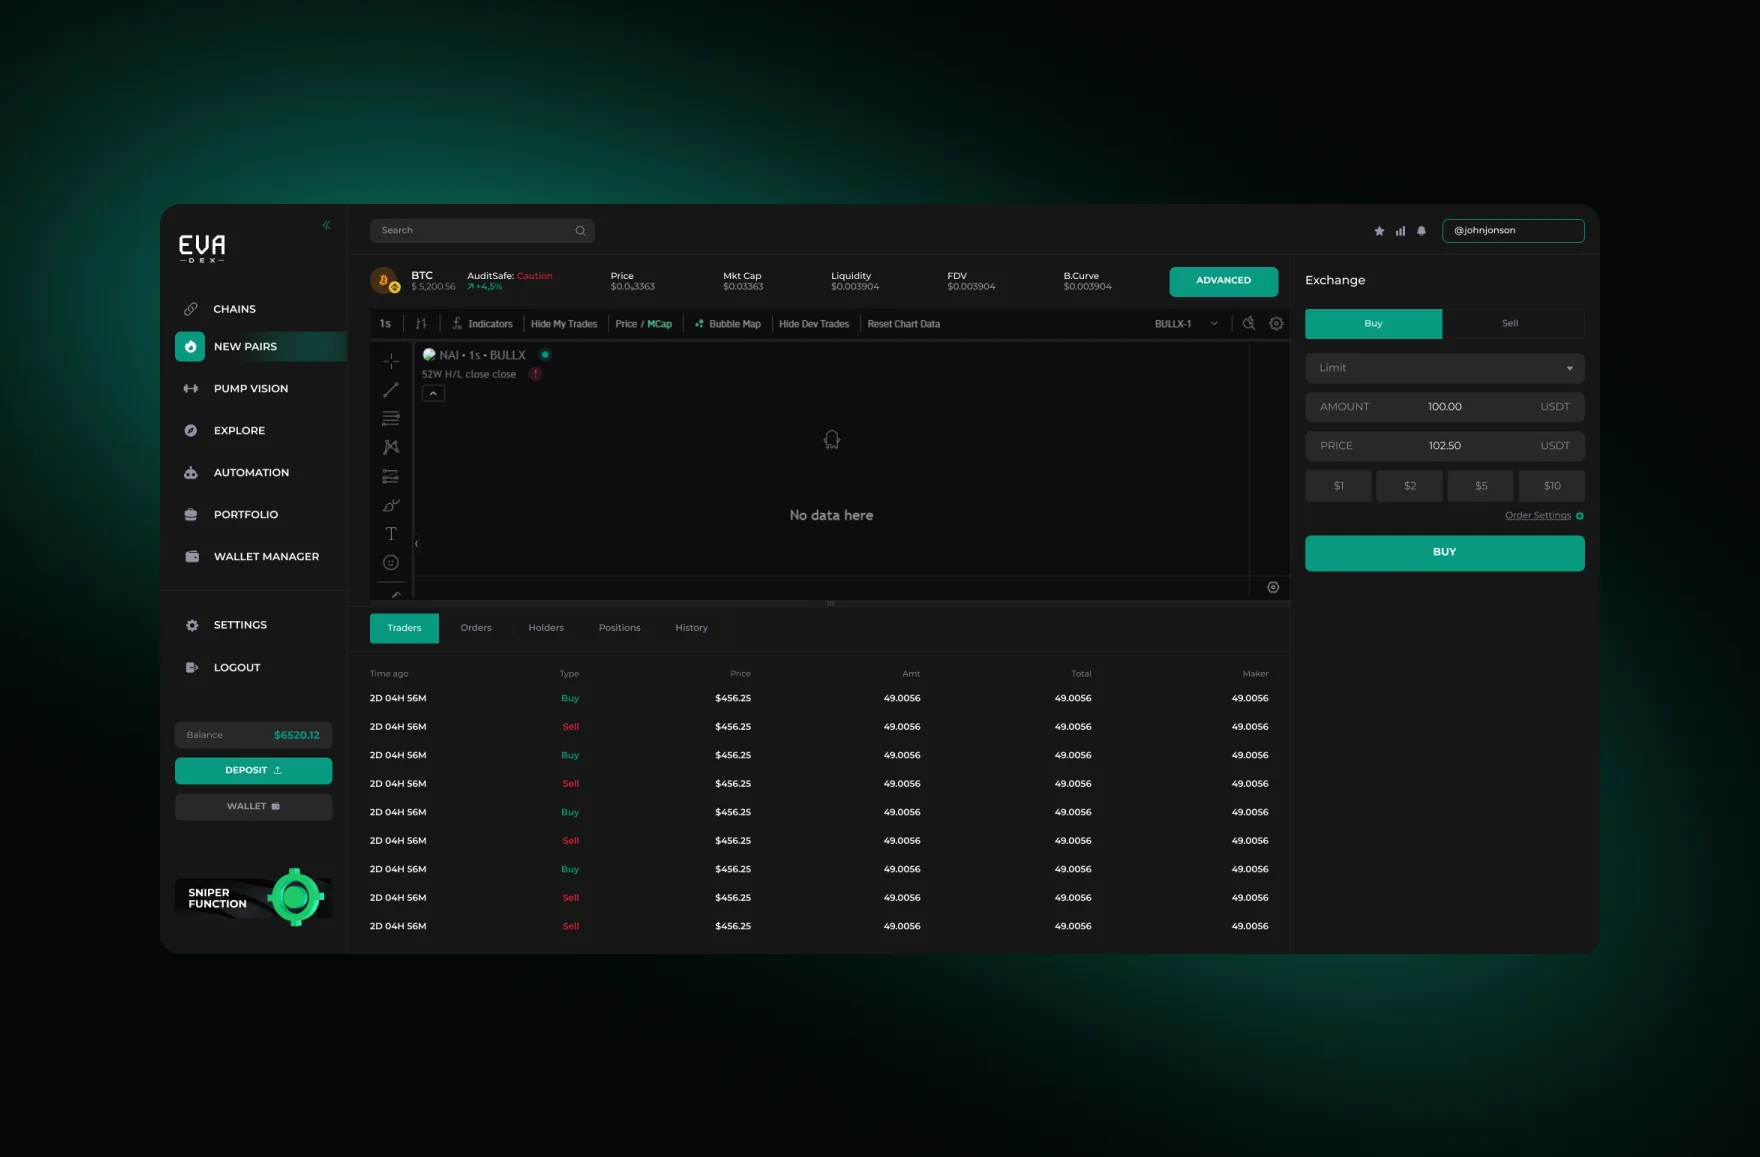 EVA
DEX
CHAINS
NEW PAIRS
PUMP VISION
EXPLORE
AUTOMATION
PORTFOLIO
WALLET MANAGER
SETTINGS
LOGOUT
Balance $6520.12
DEPOSIT
WALLET
SNIPER
FUNCTION
Search
@johnjonson
BTC
$ 5,200.56
AuditSafe: Caution
+4,5%
Price
$0.0₅3363
Mkt Cap
$0.03363
Liquidity
$0.003904
FDV
$0.003904
B.Curve
$0.003904
ADVANCED
1s Indicators Hide My Trades Price / MCap Bubble Map Hide Dev Trades Reset Chart Data BULLX-1
NAI • 1s • BULLX
52W H/L close close
No data here
Traders Orders Holders Positions History
Time ago Type Price Amt Total Maker
2D 04H 56M Buy $456.25 49.0056 49.0056 49.0056
2D 04H 56M Sell $456.25 49.0056 49.0056 49.0056
2D 04H 56M Buy $456.25 49.0056 49.0056 49.0056
2D 04H 56M Sell $456.25 49.0056 49.0056 49.0056
2D 04H 56M Buy $456.25 49.0056 49.0056 49.0056
2D 04H 56M Sell $456.25 49.0056 49.0056 49.0056
2D 04H 56M Buy $456.25 49.0056 49.0056 49.0056
2D 04H 56M Sell $456.25 49.0056 49.0056 49.0056
2D 04H 56M Sell $456.25 49.0056 49.0056 49.0056
Exchange
Buy Sell
Limit
AMOUNT 100.00 USDT
PRICE 102.50 USDT
$1 $2 $5 $10
Order Settings
BUY